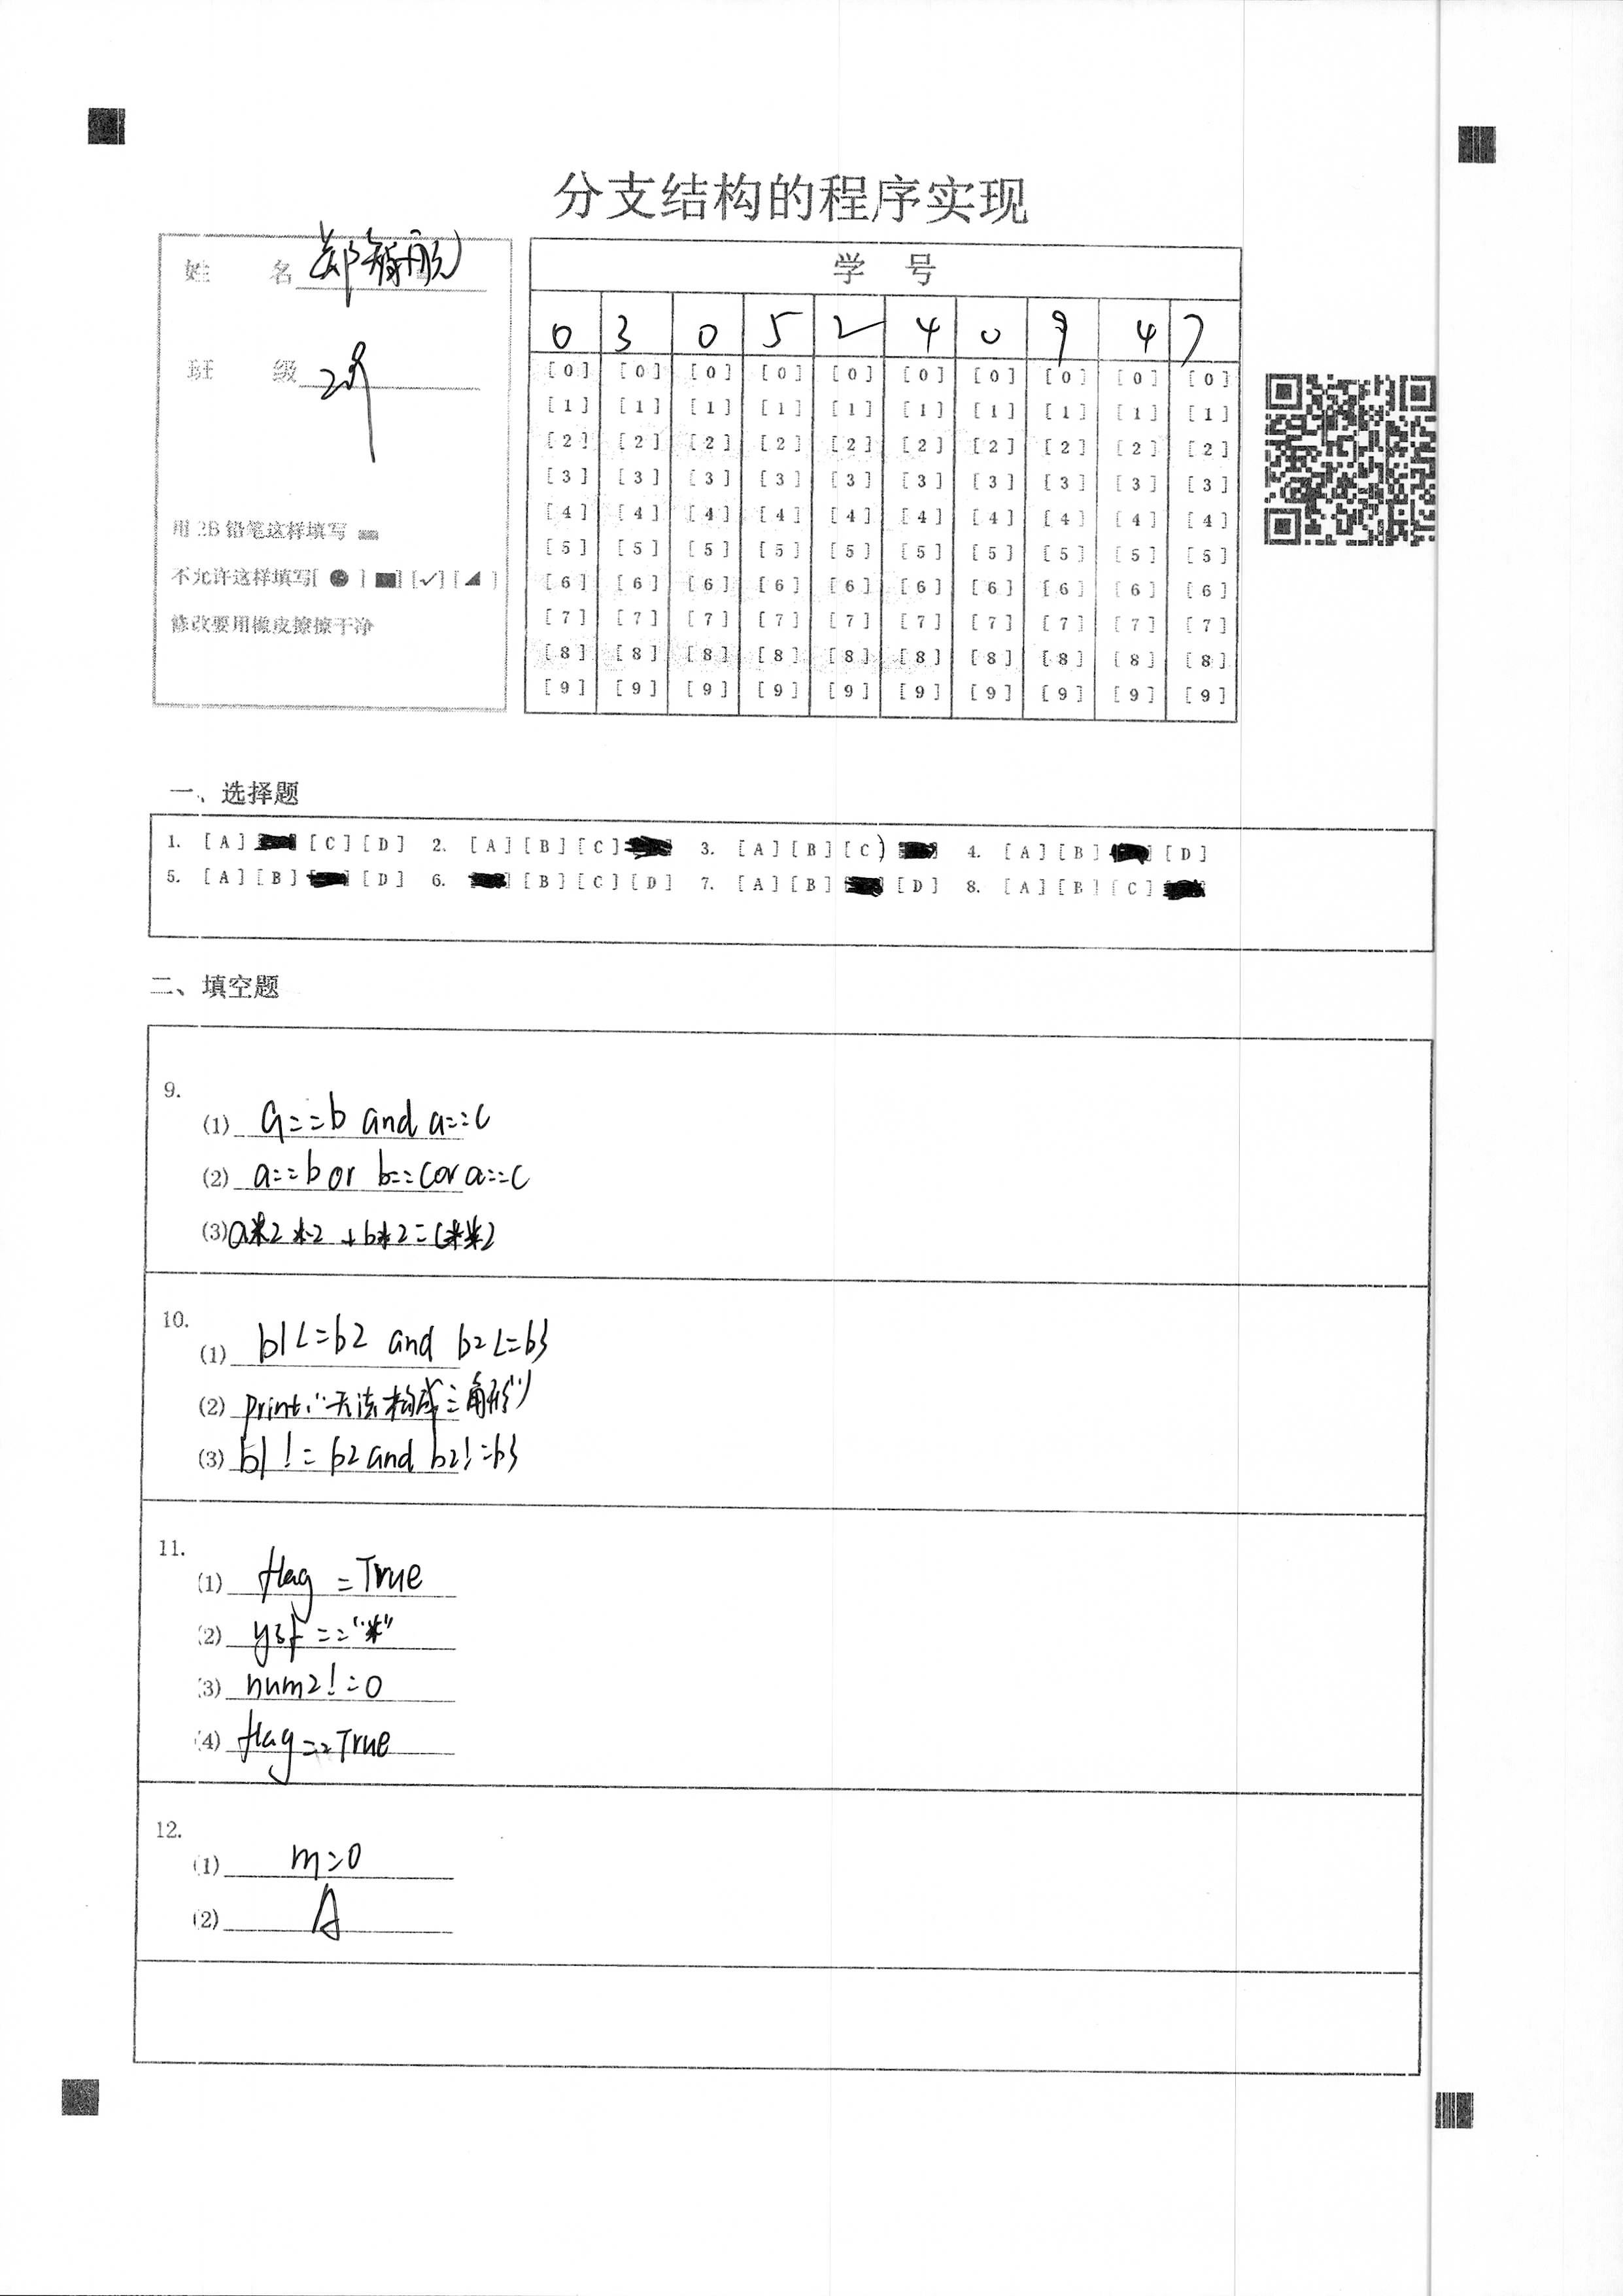 分支结构的程序实现
姓 名 郑
学 号
0 3 0 5 2 4 0 9 4 7
班 级
[0] [0] [0] [0] [0] [0] [0] [0] [0] [0]
[1] [1] [1] [1] [1] [1] [1] [1] [1] [1]
[2] [2] [2] [2] [2] [2] [2] [2] [2] [2]
[3] [3] [3] [3] [3] [3] [3] [3] [3] [3]
[4] [4] [4] [4] [4] [4] [4] [4] [4] [4]
[5] [5] [5] [5] [5] [5] [5] [5] [5] [5]
[6] [6] [6] [6] [6] [6] [6] [6] [6] [6]
[7] [7] [7] [7] [7] [7] [7] [7] [7] [7]
[8] [8] [8] [8] [8] [8] [8] [8] [8] [8]
[9] [9] [9] [9] [9] [9] [9] [9] [9] [9]
用 2B 铅笔这样填写
不允许这样填写[ ● ] ■] [✓] [◢ ]
修改要用橡皮擦擦干净
一、选择题
1. [A] [C] [D] 2. [A] [B] [C] 3. [A] [B] [C] 4. [A] [B] [D]
5. [A] [B] [D] 6. [B] [C] [D] 7. [A] [B] [D] 8. [A] [B] [C]
二、填空题
9.
(1) a==b and a==c
(2) a==b or b==c or a==c
(3) a*2*2+b*2=c**2
10.
(1) b1<=b2 and b2<=b3
(2) print("无法构成三角形")
(3) b1!=b2 and b2!=b3
11.
(1) flag=True
(2) ysf=="*"
(3) num2!=0
(4) flag==True
12.
(1) m=0
(2) A